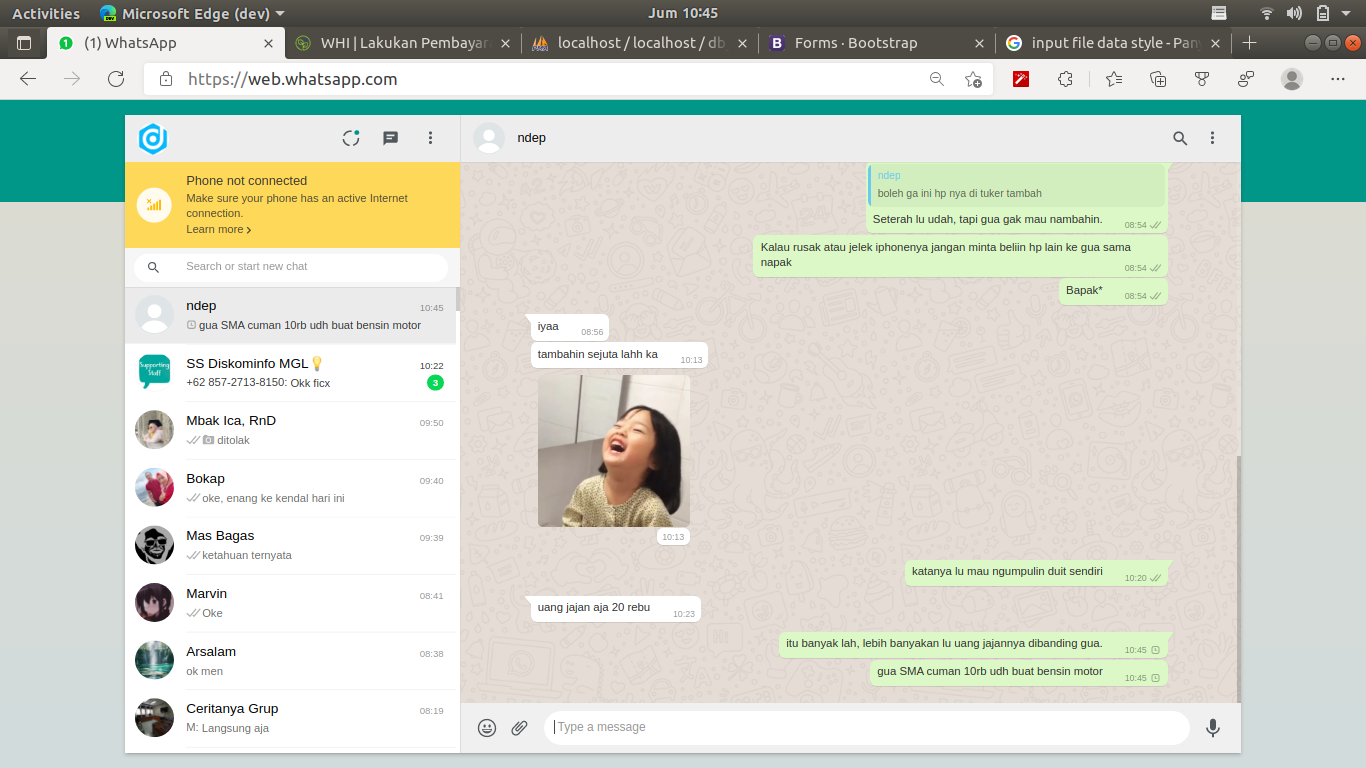 Activities
Microsoft Edge (dev)
Jum 10:45
(1) WhatsApp
WHI | Lakukan Pembayar
localhost / localhost / db
Forms · Bootstrap
input file data style - Pan
https://web.whatsapp.com
Phone not connected
Make sure your phone has an active Internet
connection.
Learn more
Search or start new chat
ndep
10:45
gua SMA cuman 10rb udh buat bensin motor
Supporting
Staff
SS Diskominfo MGL
10:22
+62 857-2713-8150: Okk ficx
3
Mbak Ica, RnD
09:50
ditolak
Bokap
09:40
oke, enang ke kendal hari ini
Mas Bagas
09:39
ketahuan ternyata
Marvin
08:41
Oke
Arsalam
08:38
ok men
Ceritanya Grup
08:19
M: Langsung aja
ndep
ndep
boleh ga ini hp nya di tuker tambah
Seterah lu udah, tapi gua gak mau nambahin.
08:54
Kalau rusak atau jelek iphonenya jangan minta beliin hp lain ke gua sama
napak
08:54
Bapak*
08:54
iyaa
08:56
tambahin sejuta lahh ka
10:13
10:13
katanya lu mau ngumpulin duit sendiri
10:20
uang jajan aja 20 rebu
10:23
itu banyak lah, lebih banyakan lu uang jajannya dibanding gua.
10:45
gua SMA cuman 10rb udh buat bensin motor
10:45
Type a message